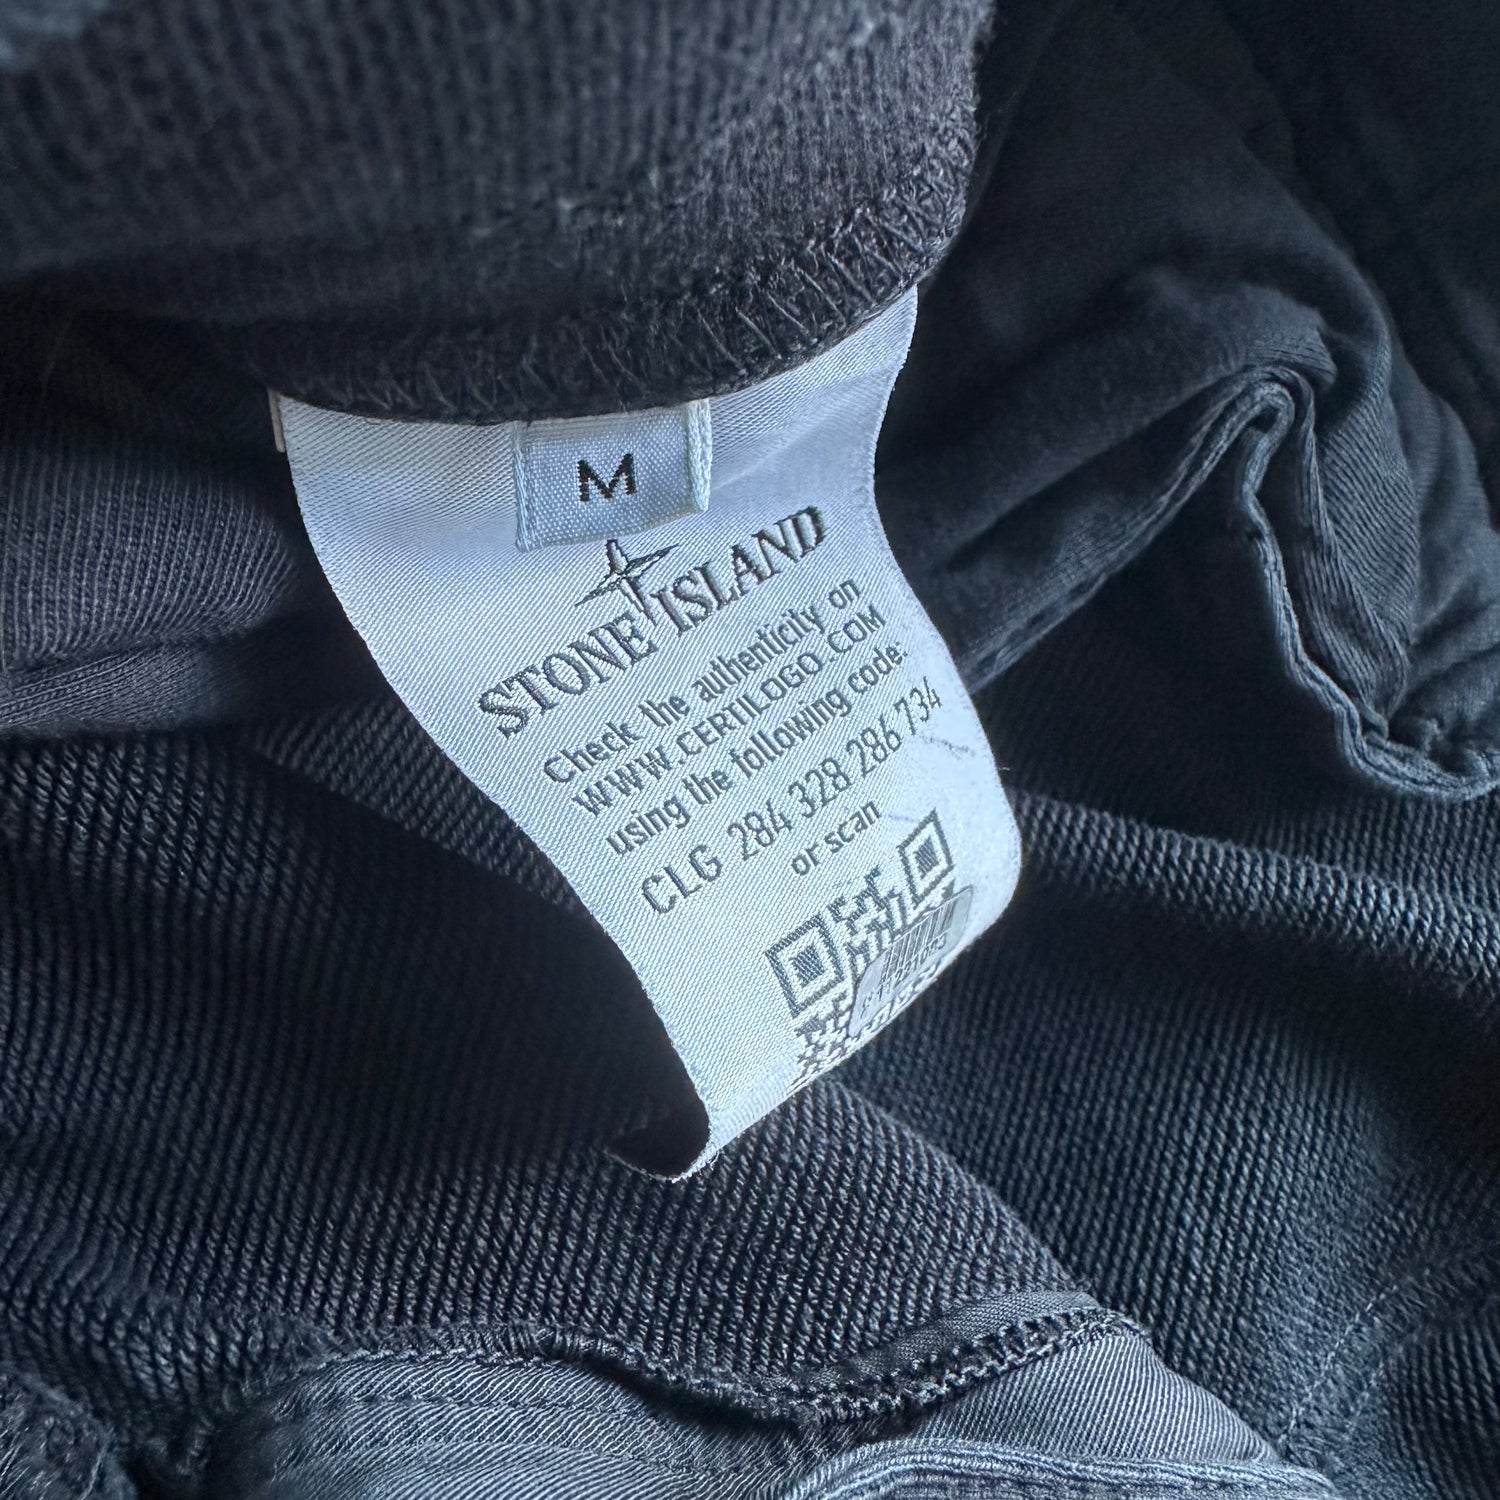 M
STONE ISLAND
Check the authenticity on
WWW.CERTILOGO.COM
using the following code:
CLG 284 328 286 734
or scan